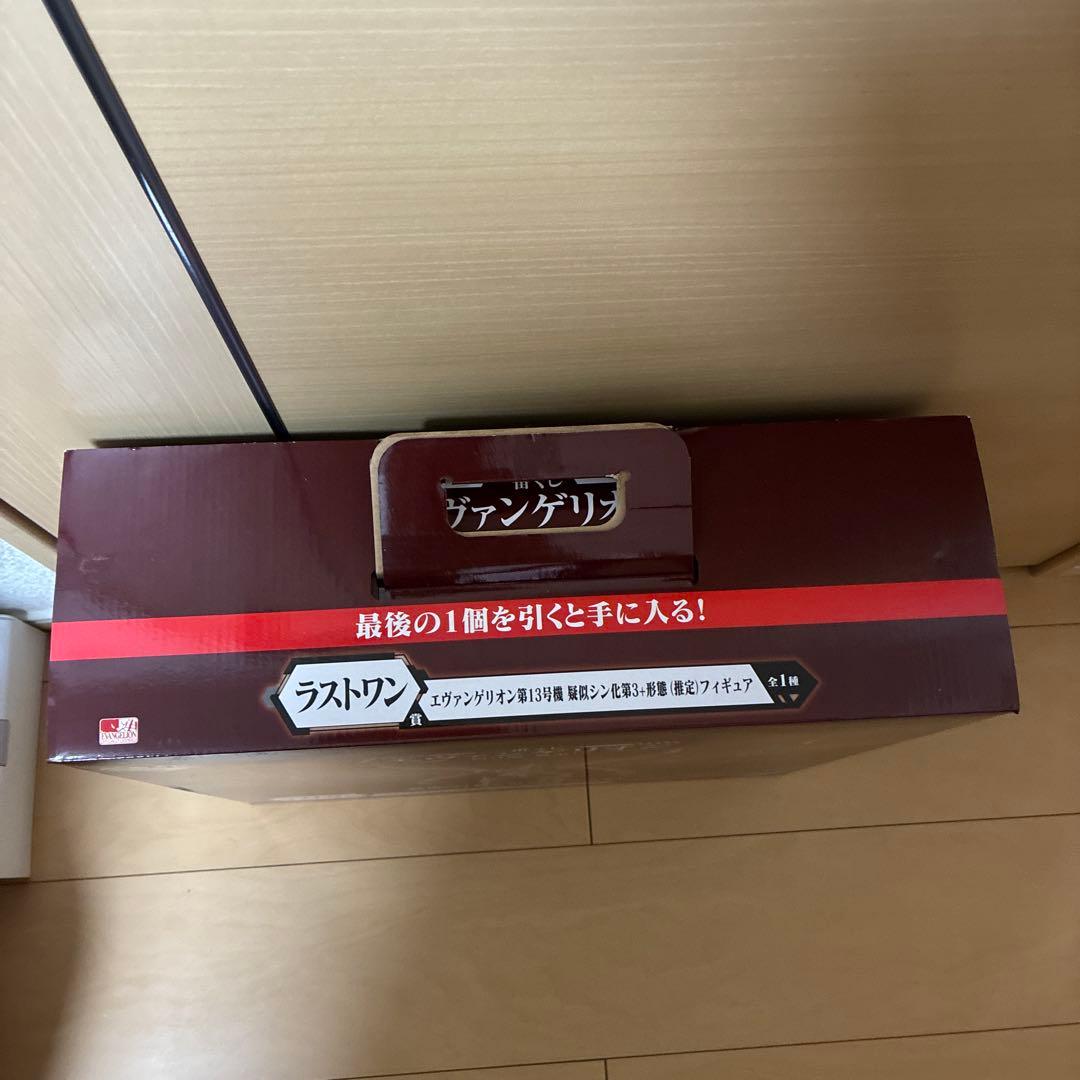 番くじ
ヴァンゲリオ
最後の1個を引くと手に入る!
ラストワン賞
エヴァンゲリオン第13号機 疑似シン化第3+形態(推定)フィギュア
全1種
EVANGELION